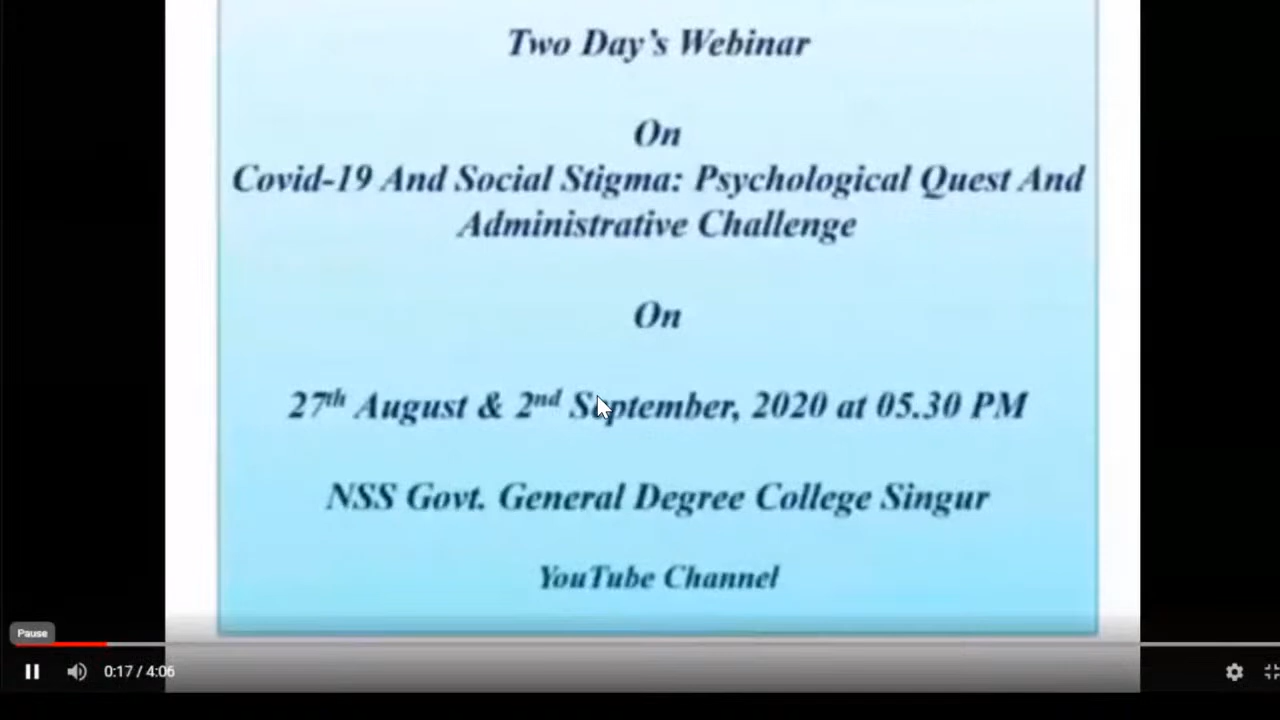 Two Day's Webinar
On
Covid-19 And Social Stigma: Psychological Quest And
Administrative Challenge
On
27th August & 2nd September, 2020 at 05.30 PM
NSS Govt. General Degree College Singur
YouTube Channel
Pause
0:17 / 4:06